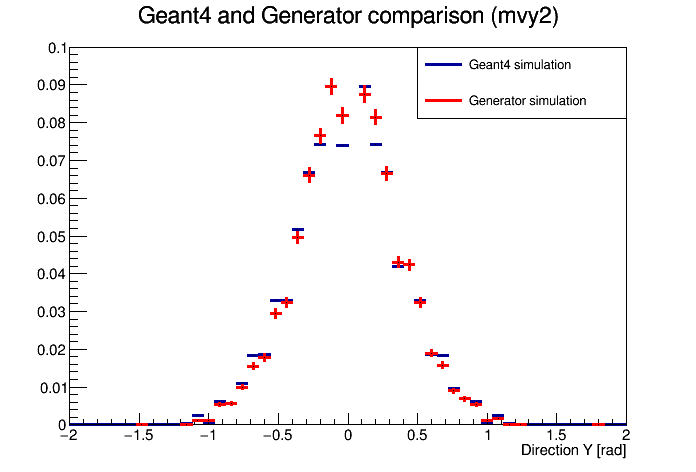 Geant4 and Generator comparison (mvy2)
Geant4 simulation
Generator simulation
0.1
0.09
0.08
0.07
0.06
0.05
0.04
0.03
0.02
0.01
0
−2 −1.5 −1 −0.5 0 0.5 1 1.5 2
Direction Y [rad]